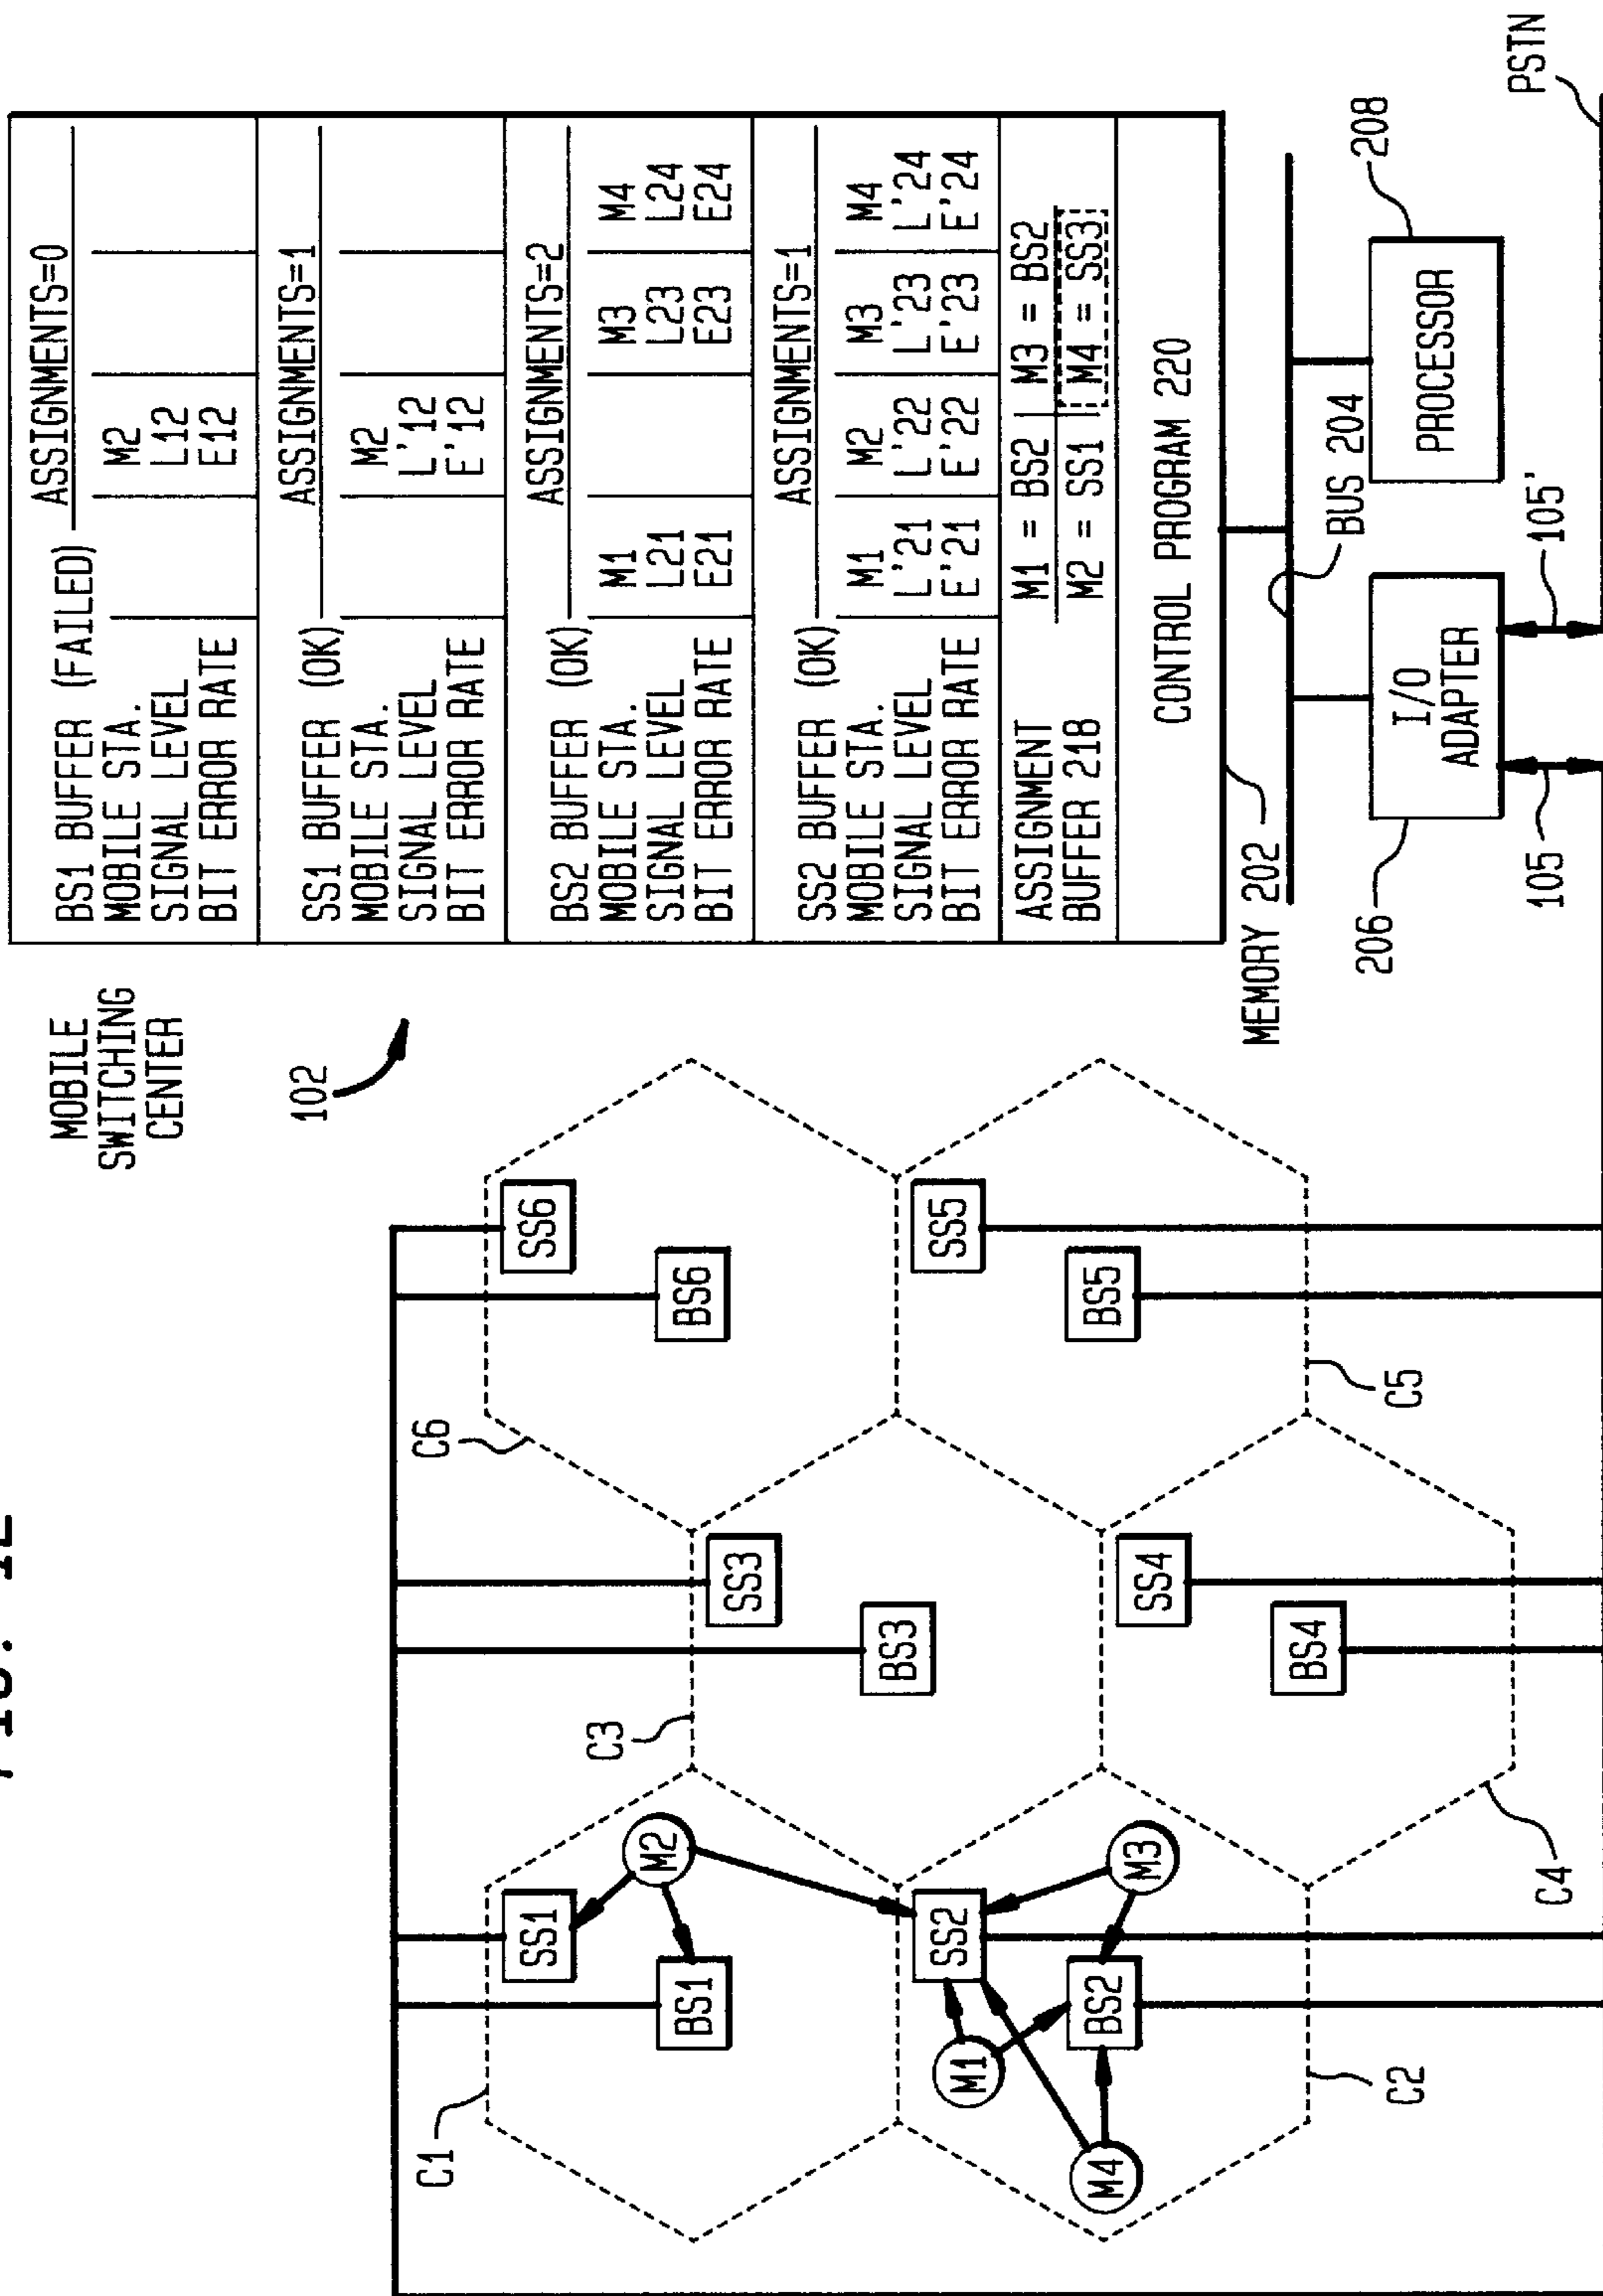 MOBILE
SWITCHING
CENTER
102
BS1 BUFFER (FAILED) ASSIGNMENTS=0
MOBILE STA. M2
SIGNAL LEVEL L12
BIT ERROR RATE E12
SS1 BUFFER (OK) ASSIGNMENTS=1
MOBILE STA. M2
SIGNAL LEVEL L'12
BIT ERROR RATE E'12
BS2 BUFFER (OK) ASSIGNMENTS=2
MOBILE STA. M1 M3 M4
SIGNAL LEVEL L21 L23 L24
BIT ERROR RATE E21 E23 E24
SS2 BUFFER (OK) ASSIGNMENTS=1
MOBILE STA. M1 M2 M3 M4
SIGNAL LEVEL L'21 L'22 L'23 L'24
BIT ERROR RATE E'21 E'22 E'23 E'24
ASSIGNMENT M1 = BS2 M3 = BS2
BUFFER 218 M2 = SS1 M4 = SS3
CONTROL PROGRAM 220
MEMORY 202
BUS 204
206
I/O
ADAPTER
PROCESSOR
208
105
105'
PSTN
C1
SS1
BS1
M2
C6
SS6
BS6
C3
SS3
BS3
SS2
M1
BS2
M3
M4
C2
SS5
BS5
C5
SS4
BS4
C4